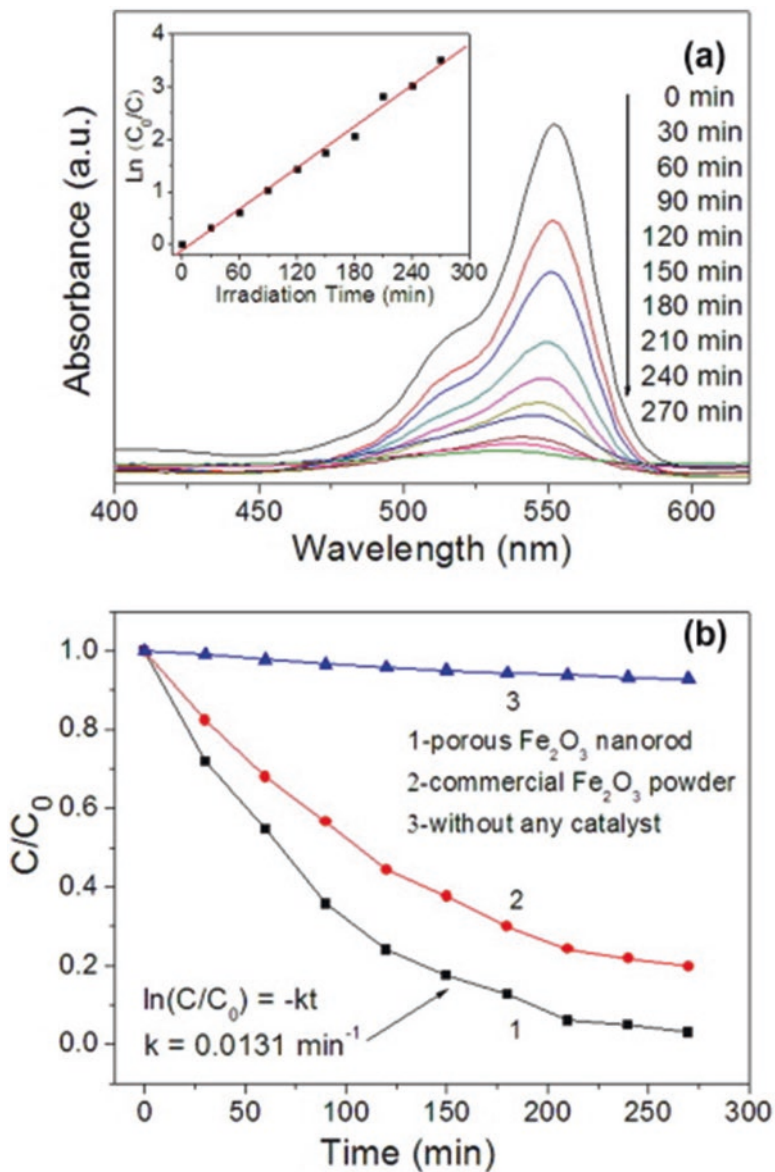 (a)
0 min
30 min
60 min
90 min
120 min
150 min
180 min
210 min
240 min
270 min
Absorbance (a.u.)
Ln (C₀/C)
4
3
2
1
0
0 60 120 180 240 300
Irradiation Time (min)
400 450 500 550 600
Wavelength (nm)
(b)
C/C₀
1.0
0.8
0.6
0.4
0.2
0.0
3
1-porous Fe₂O₃ nanorod
2-commercial Fe₂O₃ powder
3-without any catalyst
2
ln(C/C₀) = -kt
k = 0.0131 min⁻¹
1
0 50 100 150 200 250 300
Time (min)